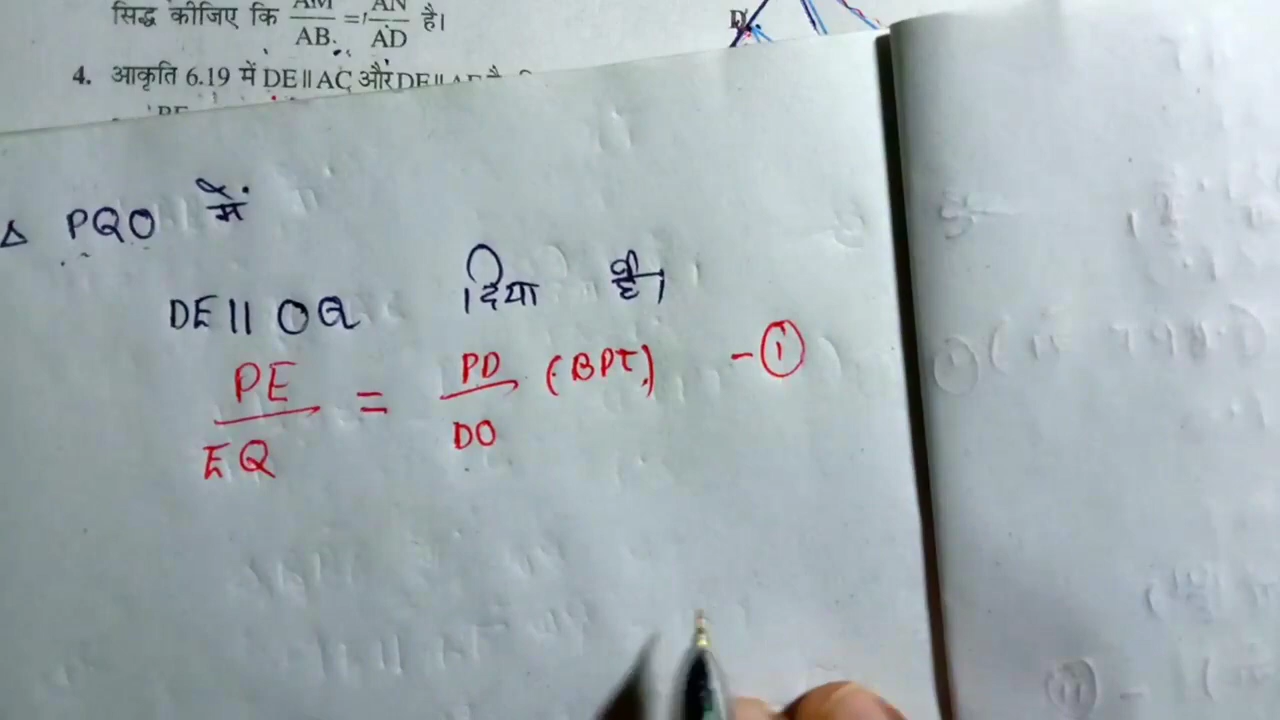 सिद्ध कीजिए कि AM/AB = AN/AD है।
4. आकृति 6.19 में DE || AC और DF ||
Δ PQO में
DE || OQ दिया है।
PE/EQ = PD/DO (BPT) - (1)